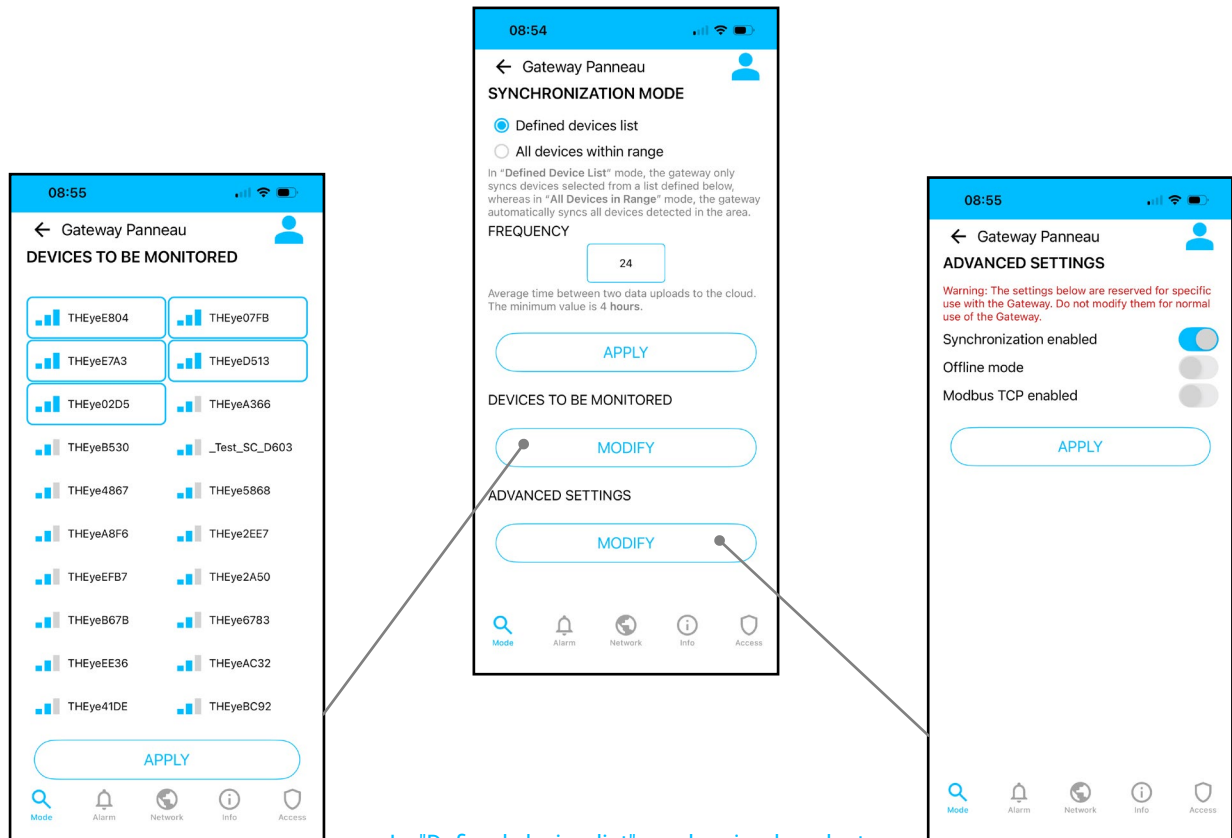 08:54
Gateway Panneau
SYNCHRONIZATION MODE
Defined devices list
All devices within range
In "Defined Device List" mode, the gateway only
syncs devices selected from a list defined below,
whereas in "All Devices in Range" mode, the gateway
automatically syncs all devices detected in the area.
FREQUENCY
24
Average time between two data uploads to the cloud.
The minimum value is 4 hours.
APPLY
DEVICES TO BE MONITORED
MODIFY
ADVANCED SETTINGS
MODIFY
Mode Alarm Network Info Access
08:55
Gateway Panneau
DEVICES TO BE MONITORED
THEyeE804 THEye07FB
THEyeE7A3 THEyeD513
THEye02D5 THEyeA366
THEyeB530 _Test_SC_D603
THEye4867 THEye5868
THEyeA8F6 THEye2EE7
THEyeEFB7 THEye2A50
THEyeB67B THEye6783
THEyeEE36 THEyeAC32
THEye41DE THEyeBC92
APPLY
Mode Alarm Network Info Access
08:55
Gateway Panneau
ADVANCED SETTINGS
Warning: The settings below are reserved for specific
use with the Gateway. Do not modify them for normal
use of the Gateway.
Synchronization enabled
Offline mode
Modbus TCP enabled
APPLY
Mode Alarm Network Info Access